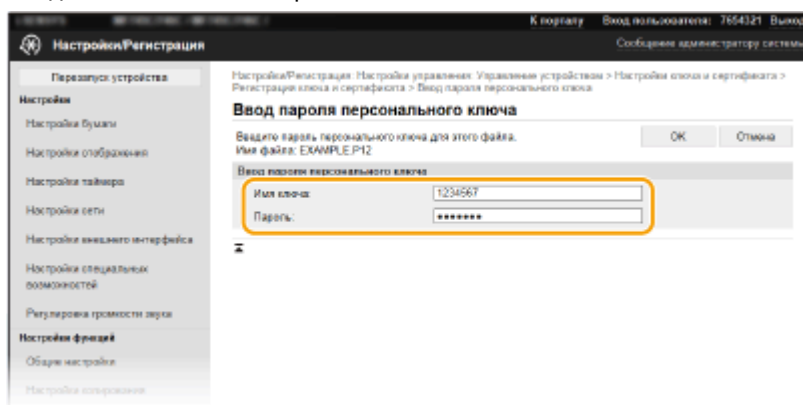 К порталу Вход пользователя: 7654321 Выход
Настройки/Регистрация
Сообщение администратору системы
Перезапуск устройства
Настройки
Настройки бумаги
Настройки отображения
Настройки таймера
Настройки сети
Настройки внешнего интерфейса
Настройки специальных
возможностей
Регулировка громкости звука
Настройки функций
Общие настройки
Настройки копирования
Настройки/Регистрация: Настройки управления: Управление устройством > Настройки ключа и сертификата >
Регистрация ключа и сертификата > Ввод пароля персонального ключа
Ввод пароля персонального ключа
Введите пароль персонального ключа для этого файла.
Имя файла: EXAMPLE.P12
OK Отмена
Ввод пароля персонального ключа
Имя ключа: 1234567
Пароль: •••••••